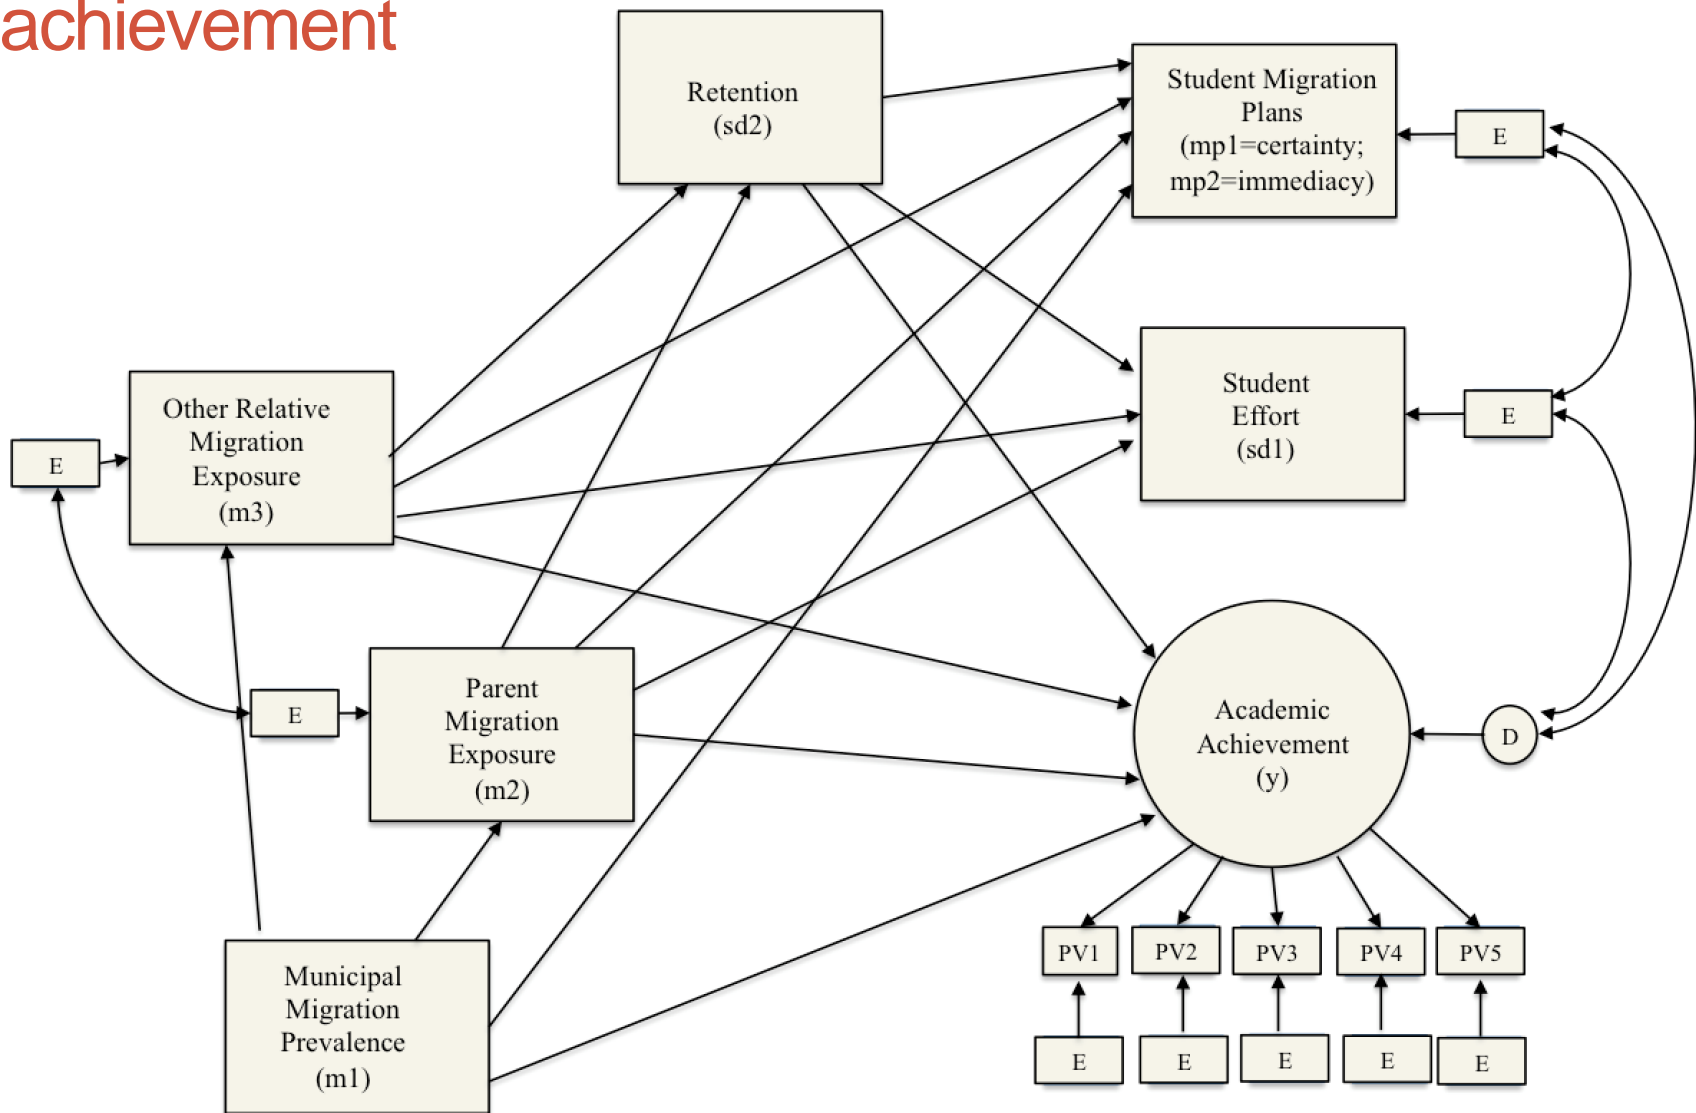 achievement
Retention
(sd2)
Student Migration
Plans
(mp1=certainty;
mp2=immediacy)
E
Other Relative
Migration
Exposure
(m3)
E
Student
Effort
(sd1)
E
Parent
Migration
Exposure
(m2)
E
Academic
Achievement
(y)
D
Municipal
Migration
Prevalence
(m1)
PV1
PV2
PV3
PV4
PV5
E
E
E
E
E